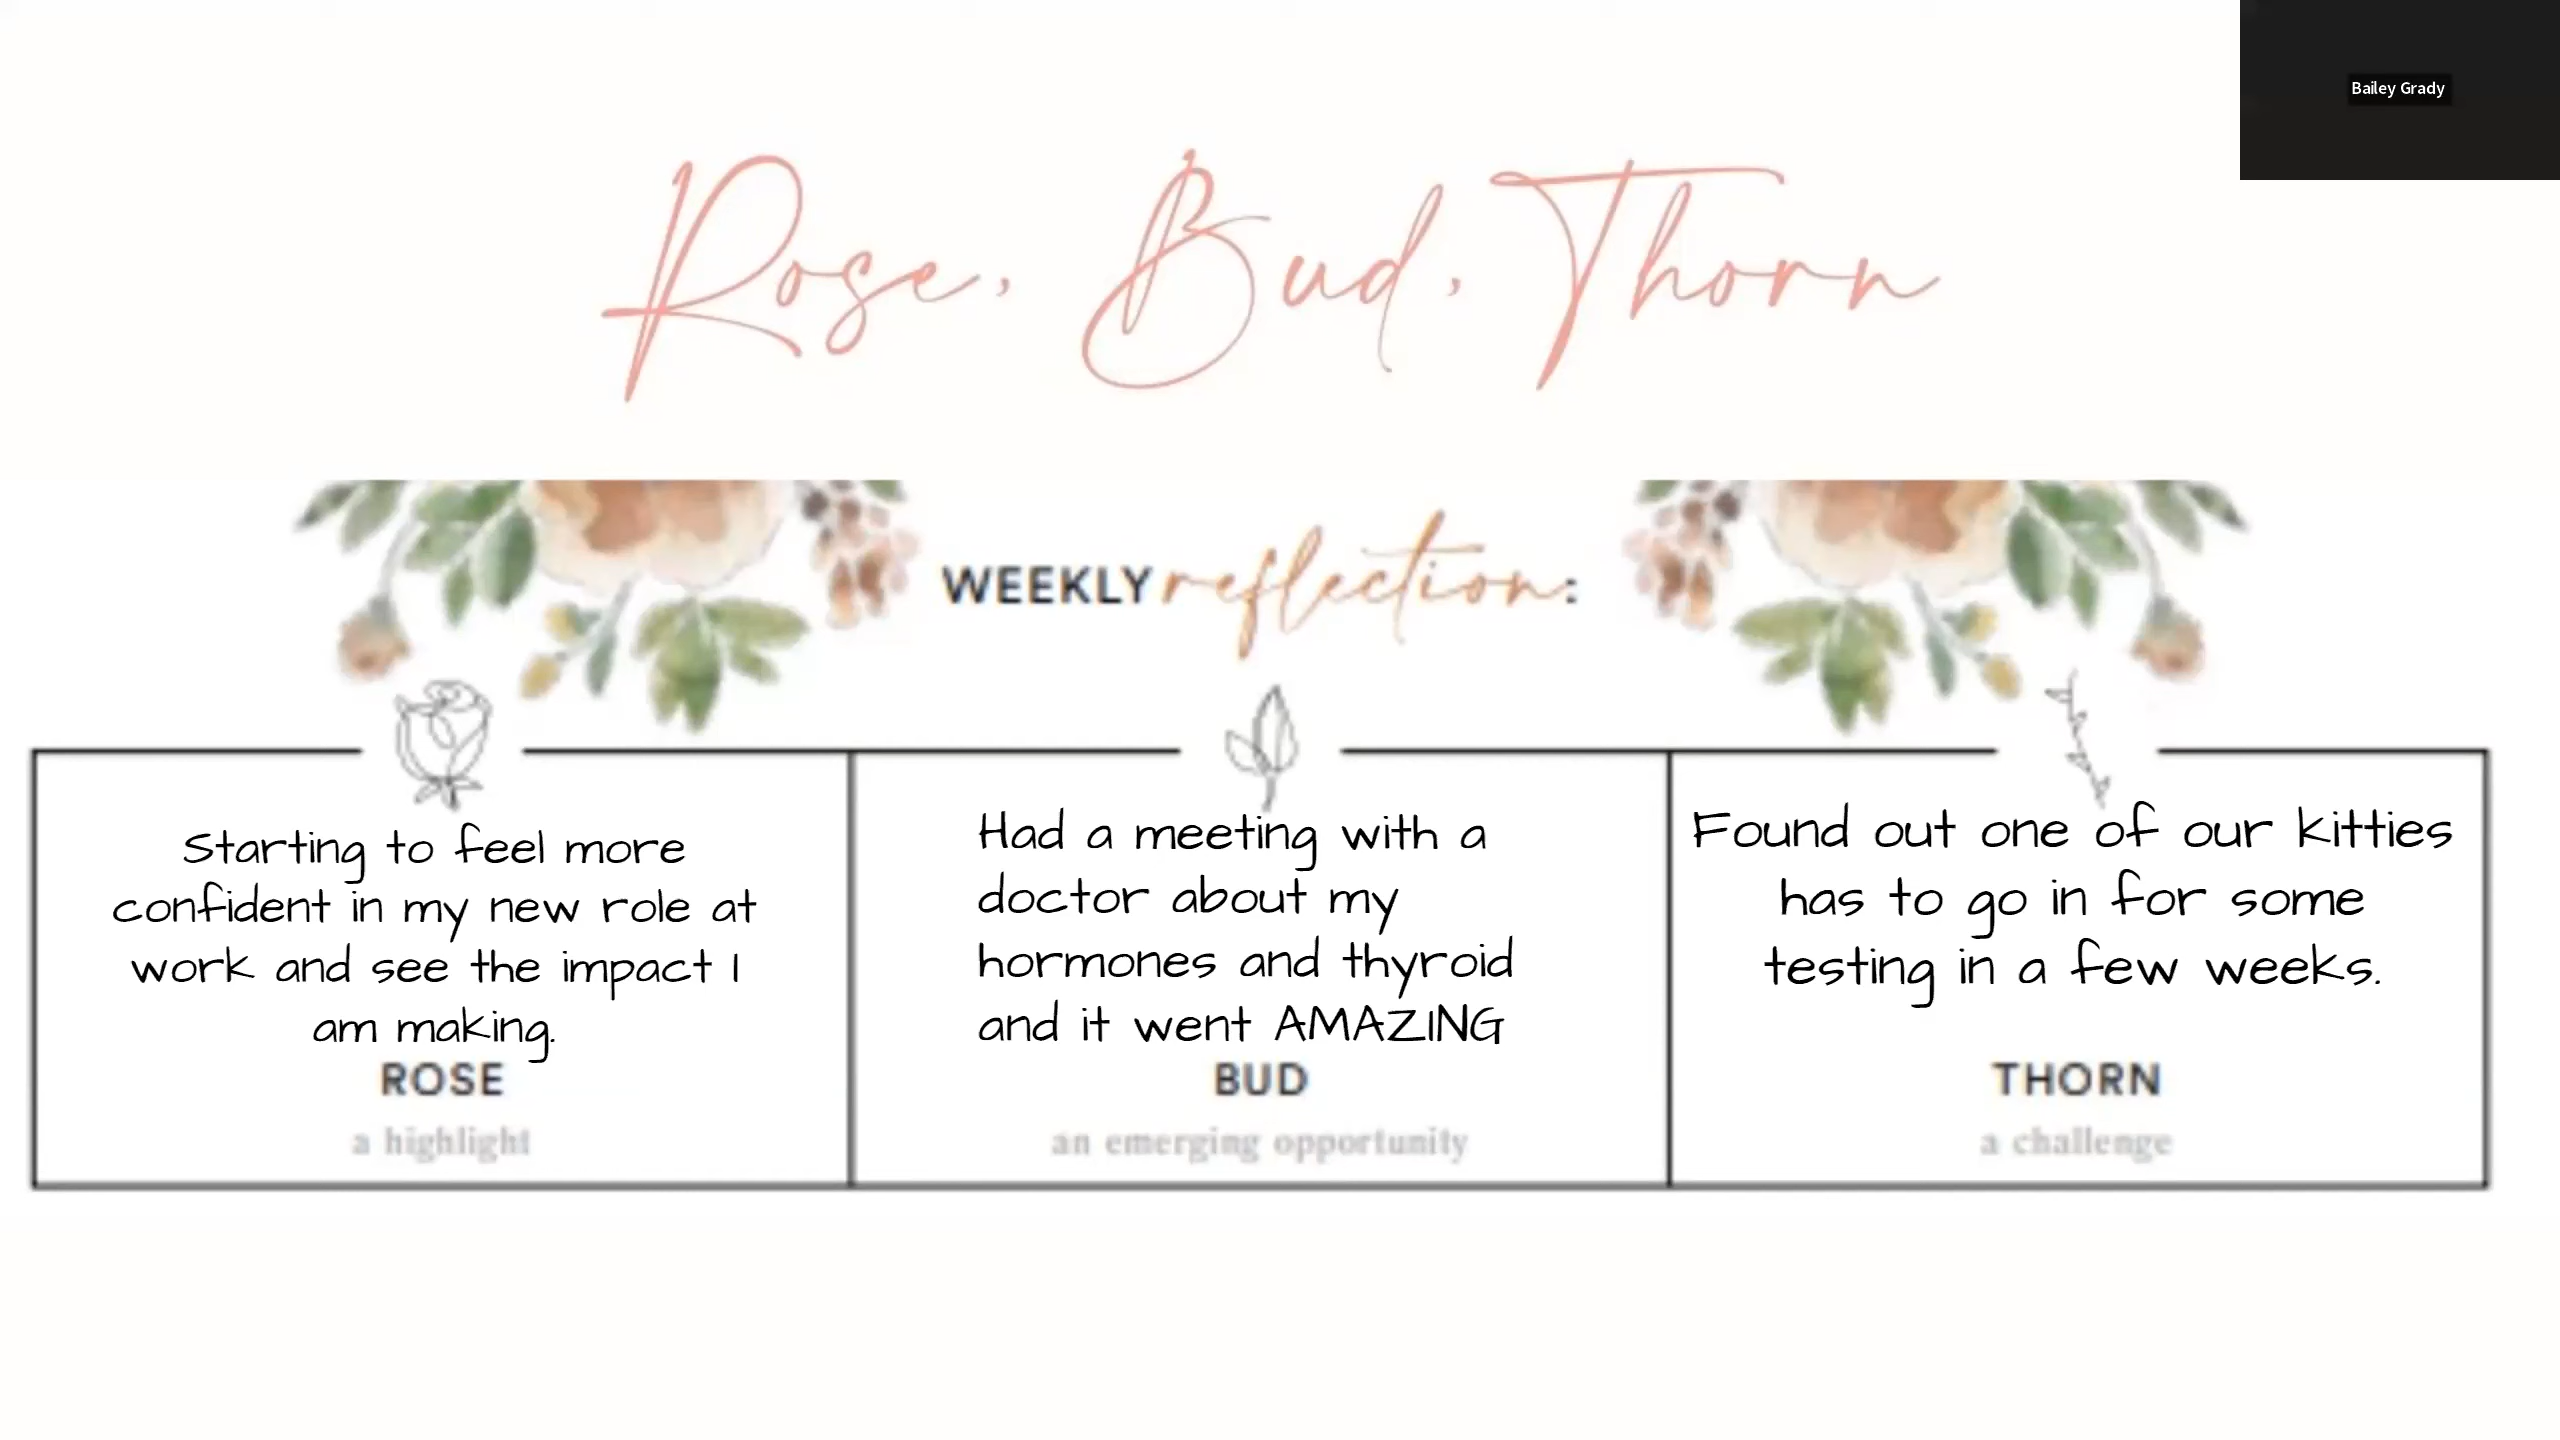 Bailey Grady
Rose, Bud, Thorn
WEEKLY reflection:
Starting to feel more
confident in my new role at
work and see the impact I
am making.
ROSE
a highlight
Had a meeting with a
doctor about my
hormones and thyroid
and it went AMAZING
BUD
an emerging opportunity
Found out one of our kitties
has to go in for some
testing in a few weeks.
THORN
a challenge